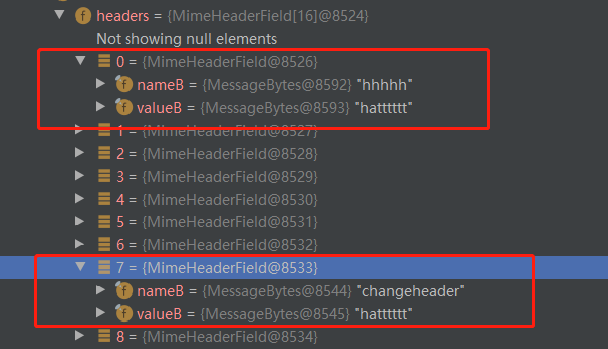 headers = {MimeHeaderField[16]@8524}
Not showing null elements
0 = {MimeHeaderField@8526}
nameB = {MessageBytes@8592} "hhhhh"
valueB = {MessageBytes@8593} "hatttttt"
1 = {MimeHeaderField@8527}
2 = {MimeHeaderField@8528}
3 = {MimeHeaderField@8529}
4 = {MimeHeaderField@8530}
5 = {MimeHeaderField@8531}
6 = {MimeHeaderField@8532}
7 = {MimeHeaderField@8533}
nameB = {MessageBytes@8544} "changeheader"
valueB = {MessageBytes@8545} "hatttttt"
8 = {MimeHeaderField@8534}